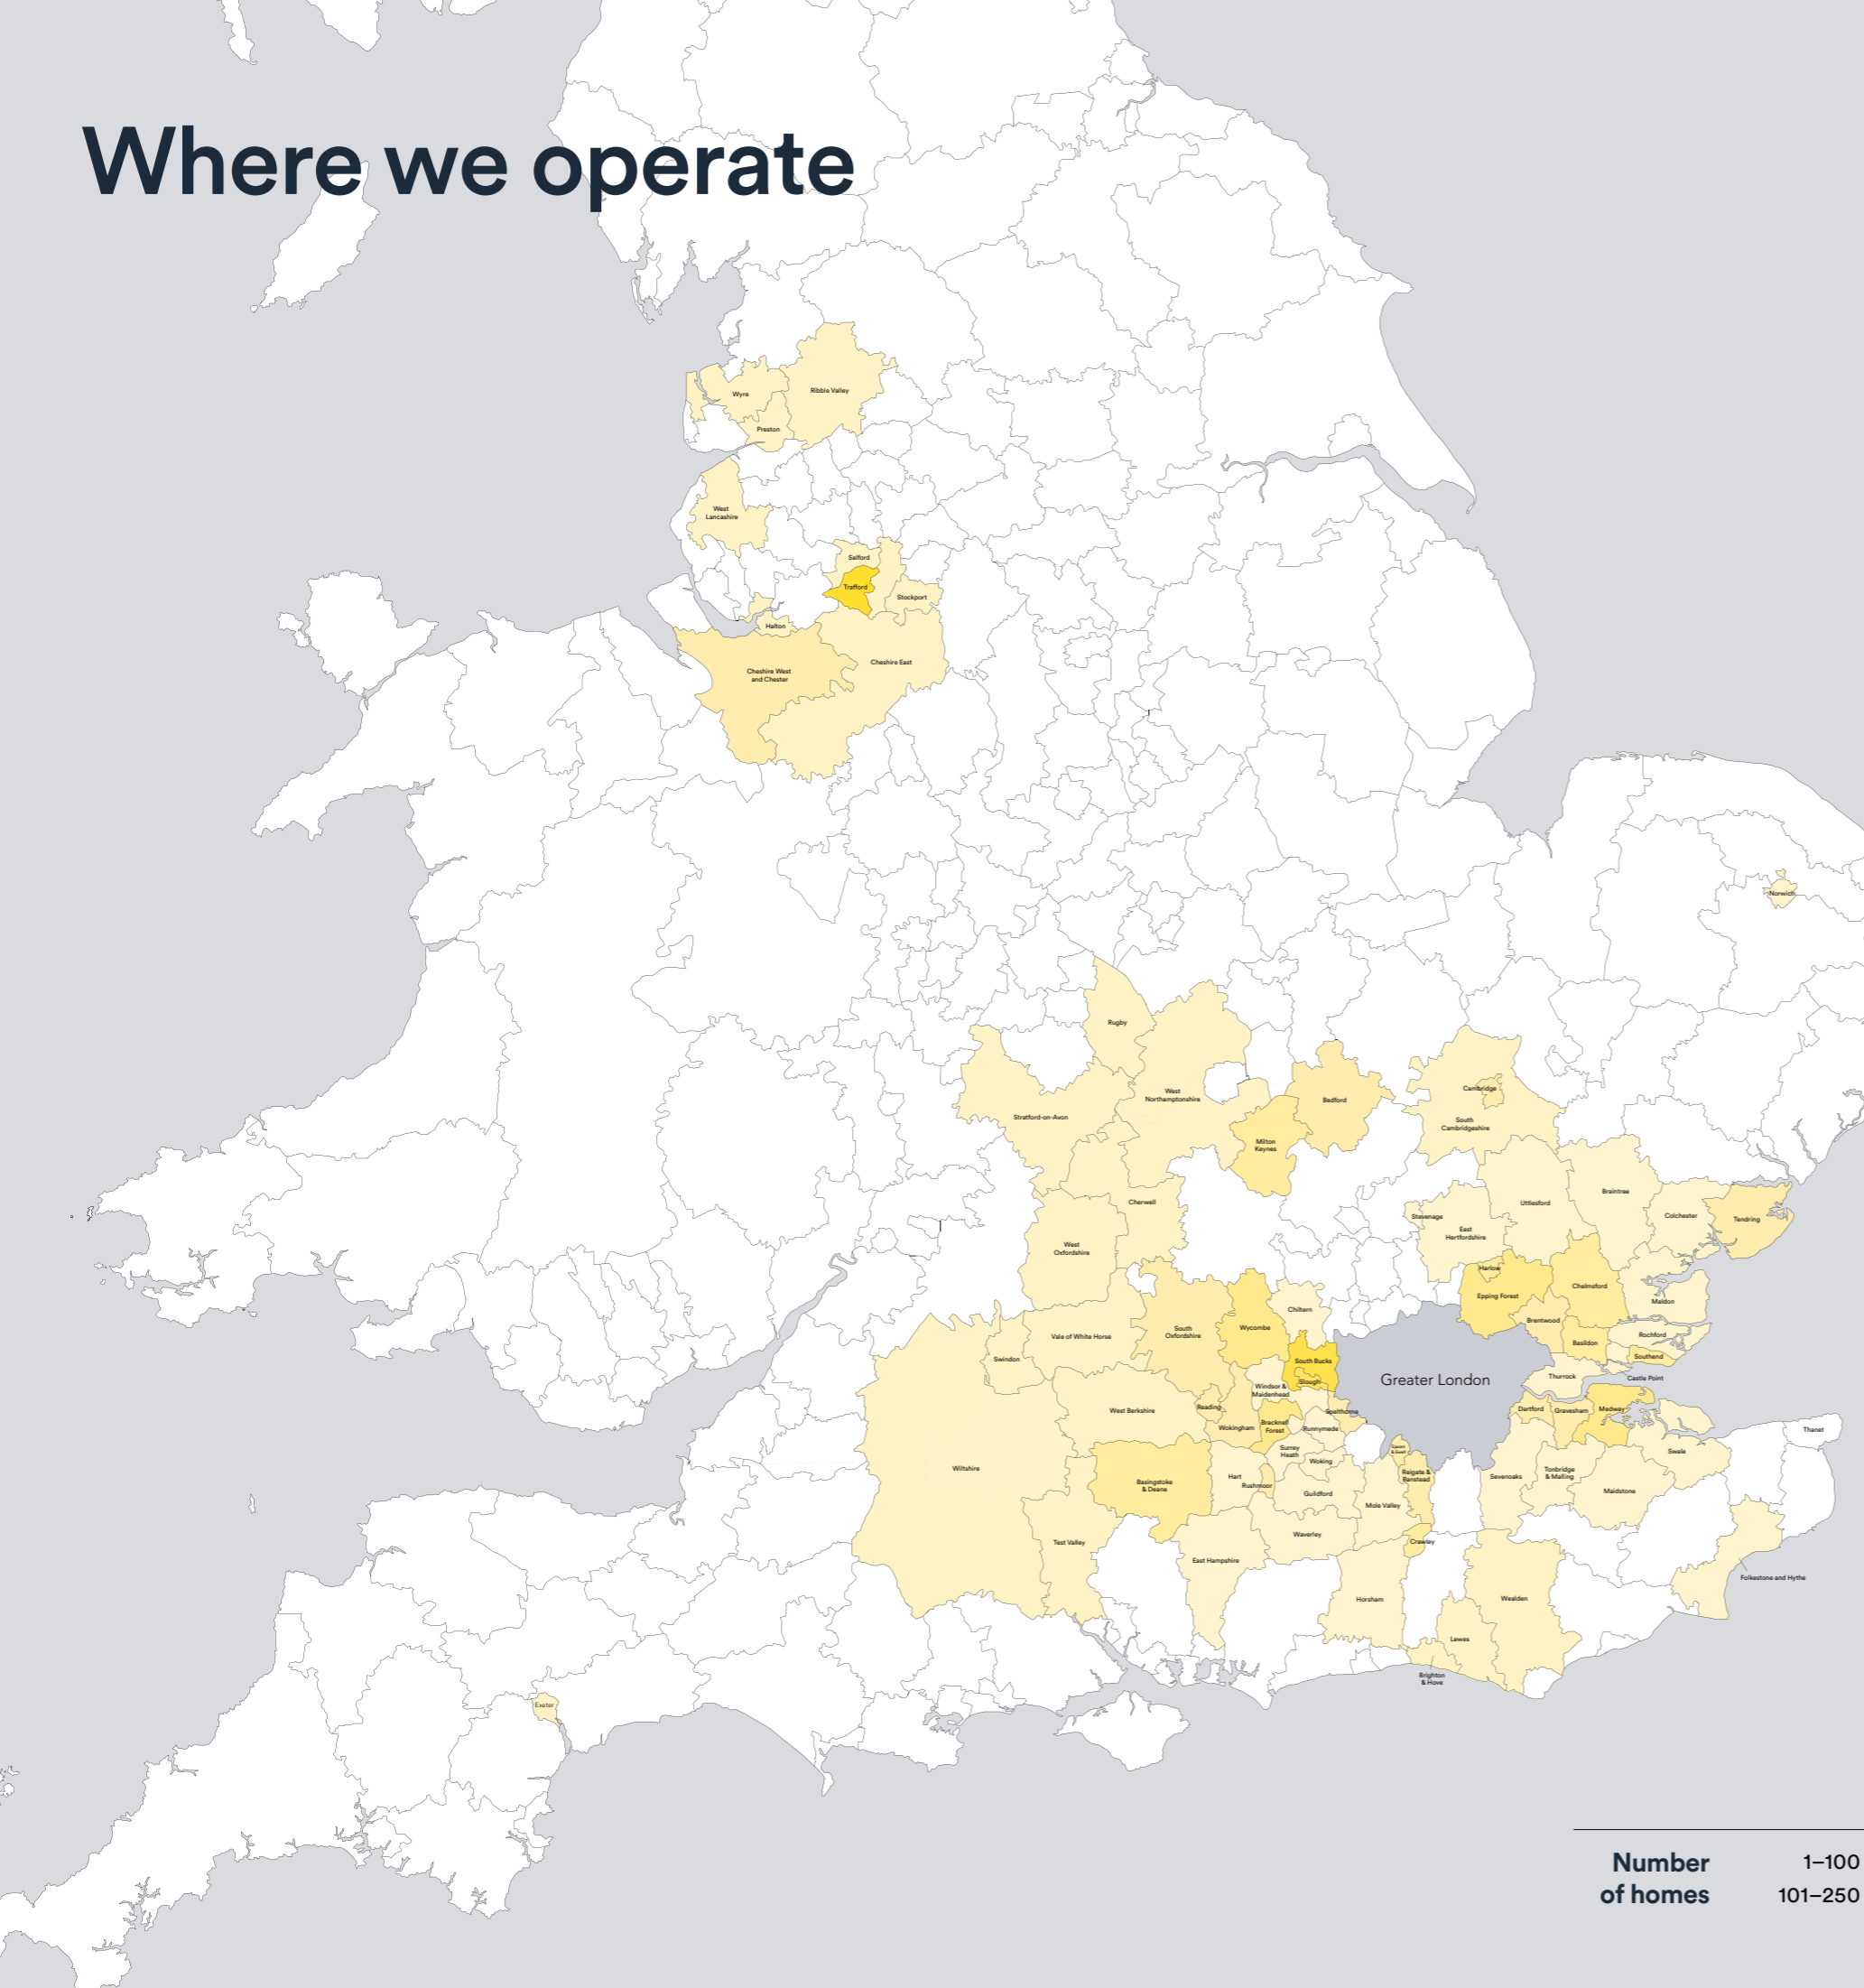 Where we operate
Wyre
Ribble Valley
Preston
West
Lancashire
Salford
Trafford
Stockport
Halton
Cheshire West
and Chester
Cheshire East
Norwich
Rugby
West
Northamptonshire
Stratford-on-Avon
Bedford
Milton
Keynes
Cambridge
South
Cambridgeshire
Cherwell
West
Oxfordshire
Stevenage
East
Hertfordshire
Uttlesford
Braintree
Colchester
Tendring
Harlow
Epping Forest
Chelmsford
Maldon
Brentwood
Basildon
Rochford
Southend
Castle Point
Thurrock
Chiltern
Wycombe
South
Oxfordshire
Vale of White Horse
Swindon
South Bucks
Slough
Greater London
Windsor &
Maidenhead
Reading
West Berkshire
Wokingham
Bracknell
Forest
Spelthorne
Runnymede
Surrey
Heath
Woking
Epsom
& Ewell
Reigate &
Banstead
Dartford
Gravesham
Medway
Swale
Thanet
Sevenoaks
Tonbridge
& Malling
Maidstone
Wiltshire
Basingstoke
& Deane
Hart
Rushmoor
Guildford
Mole Valley
Waverley
Crawley
Test Valley
East Hampshire
Horsham
Wealden
Lewes
Brighton
& Hove
Folkestone and Hythe
Exeter
Number
of homes
1–100
101–250